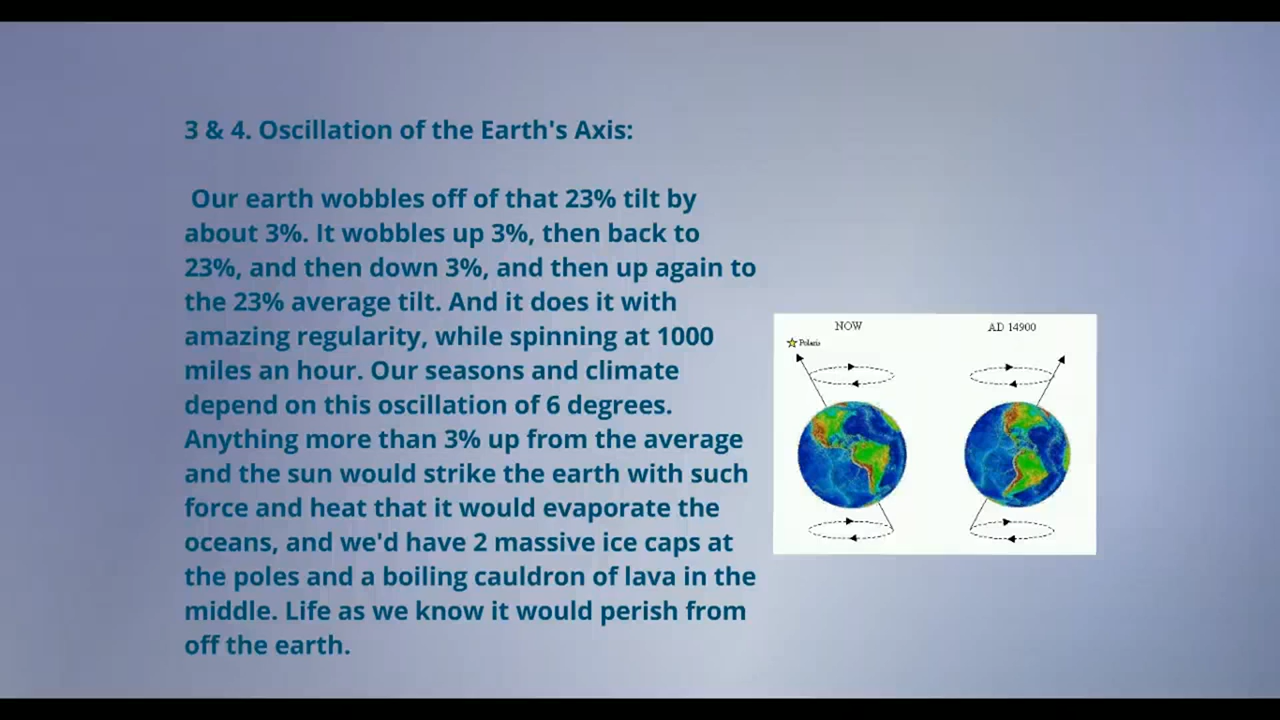 3 & 4. Oscillation of the Earth's Axis:
Our earth wobbles off of that 23% tilt by
about 3%. It wobbles up 3%, then back to
23%, and then down 3%, and then up again to
the 23% average tilt. And it does it with
amazing regularity, while spinning at 1000
miles an hour. Our seasons and climate
depend on this oscillation of 6 degrees.
Anything more than 3% up from the average
and the sun would strike the earth with such
force and heat that it would evaporate the
oceans, and we'd have 2 massive ice caps at
the poles and a boiling cauldron of lava in the
middle. Life as we know it would perish from
off the earth.
NOW
AD 14900
Polaris